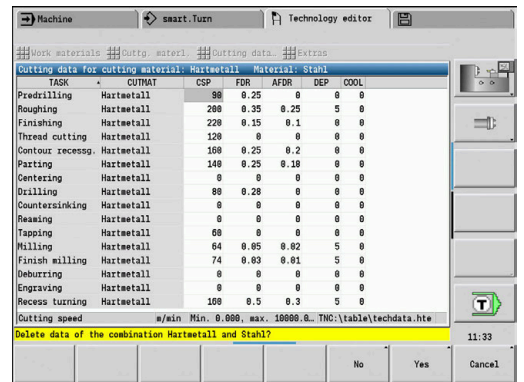 Machine smart.Turn Technology editor
Work materials Cuttg. materl. Cutting data… Extras
Cutting data for cutting material: Hartmetall Material: Stahl
TASK CUTMAT CSP FDR AFDR DEP COOL
Predrilling Hartmetall 90 0.25 0 0 0
Roughing Hartmetall 200 0.35 0.25 5 0
Finishing Hartmetall 220 0.15 0.1 0 0
Thread cutting Hartmetall 120 0 0 0 0
Contour recessg. Hartmetall 160 0.25 0.2 0 0
Parting Hartmetall 140 0.25 0.18 0 0
Centering Hartmetall 0 0 0 0 0
Drilling Hartmetall 80 0.28 0 0 0
Countersinking Hartmetall 0 0 0 0 0
Reaming Hartmetall 0 0 0 0 0
Tapping Hartmetall 60 0 0 0 0
Milling Hartmetall 64 0.05 0.02 5 0
Finish milling Hartmetall 74 0.03 0.01 5 0
Deburring Hartmetall 0 0 0 0 0
Engraving Hartmetall 0 0 0 0 0
Recess turning Hartmetall 160 0.5 0.3 5 0
Cutting speed m/min Min. 0.000, max. 10000.0… TNC:\table\techdata.hte
Delete data of the combination Hartmetall and Stahl?
T
11:33
No Yes Cancel